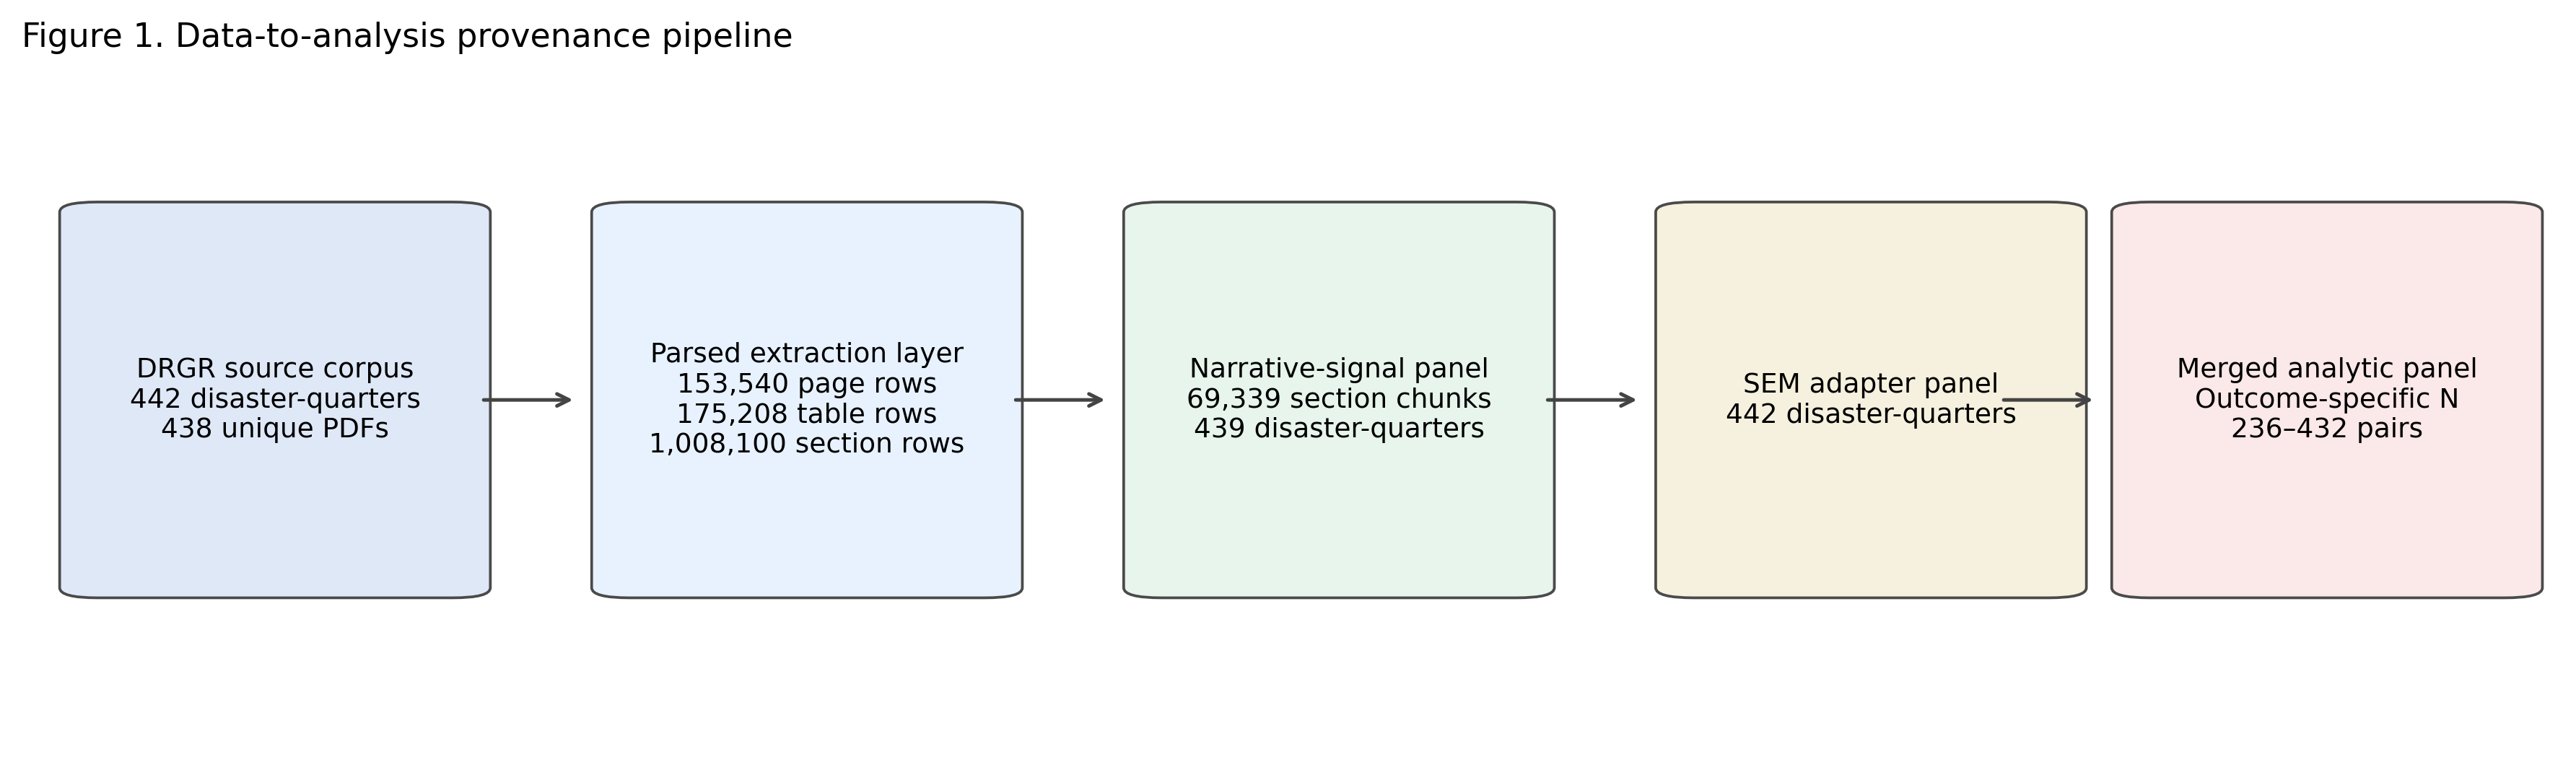 Figure 1. Data-to-analysis provenance pipeline
DRGR source corpus
442 disaster-quarters
438 unique PDFs
Parsed extraction layer
153,540 page rows
175,208 table rows
1,008,100 section rows
Narrative-signal panel
69,339 section chunks
439 disaster-quarters
SEM adapter panel
442 disaster-quarters
Merged analytic panel
Outcome-specific N
236–432 pairs